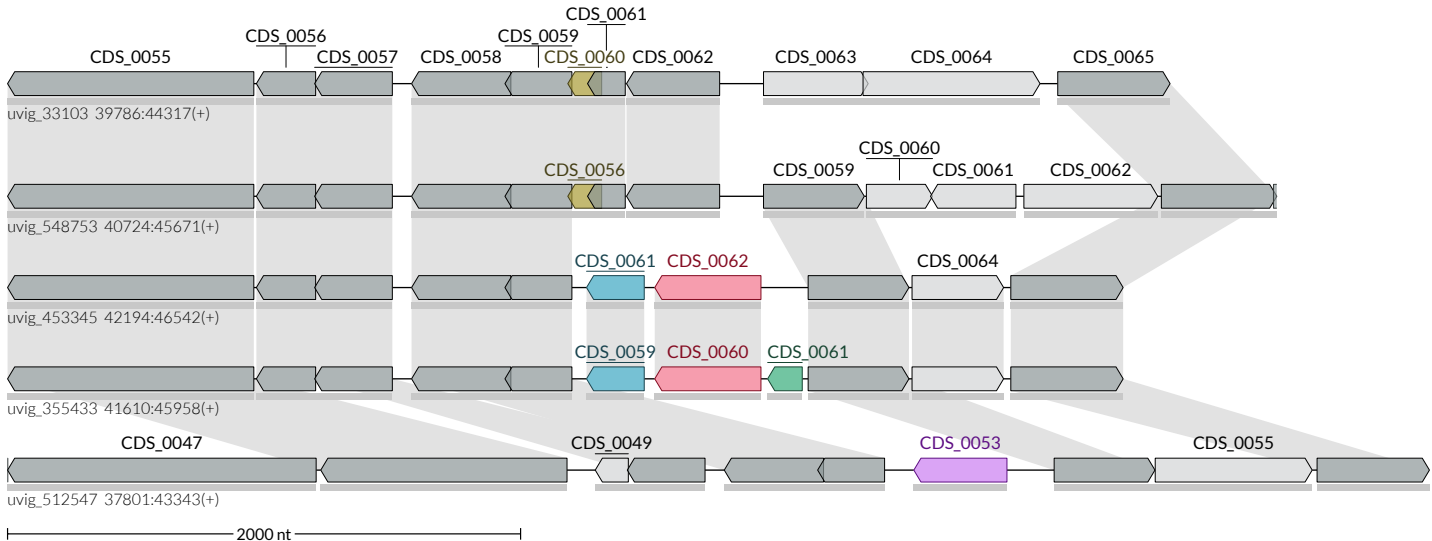 CDS_0061
CDS_0056 CDS_0059
CDS_0055 CDS_0057 CDS_0058 CDS_0060 CDS_0062 CDS_0063 CDS_0064 CDS_0065
uvig_33103 39786:44317(+)
CDS_0060
CDS_0056 CDS_0059 CDS_0061 CDS_0062
uvig_548753 40724:45671(+)
CDS_0061 CDS_0062 CDS_0064
uvig_453345 42194:46542(+)
CDS_0059 CDS_0060 CDS_0061
uvig_355433 41610:45958(+)
CDS_0047 CDS_0049 CDS_0053 CDS_0055
uvig_512547 37801:43343(+)
2000 nt